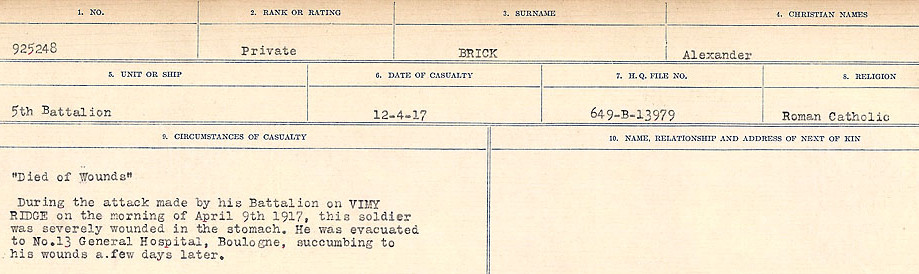 1. NO. 2. RANK OR RATING 3. SURNAME 4. CHRISTIAN NAMES
925248 Private BRICK Alexander
5. UNIT OR SHIP 6. DATE OF CASUALTY 7. H. Q. FILE NO. 8. RELIGION
5th Battalion 12-4-17 649-B-13979 Roman Catholic
9. CIRCUMSTANCES OF CASUALTY 10. NAME, RELATIONSHIP AND ADDRESS OF NEXT OF KIN
"Died of Wounds"
During the attack made by his Battalion on VIMY
RIDGE on the morning of April 9th 1917, this soldier
was severely wounded in the stomach. He was evacuated
to No.13 General Hospital, Boulogne, succumbing to
his wounds a.few days later.